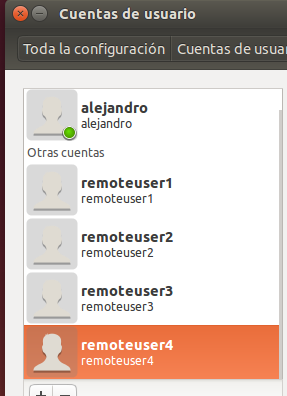 Cuentas de usuario
Toda la configuración
Cuentas de usuar
alejandro
alejandro
Otras cuentas
remoteuser1
remoteuser1
remoteuser2
remoteuser2
remoteuser3
remoteuser3
remoteuser4
remoteuser4